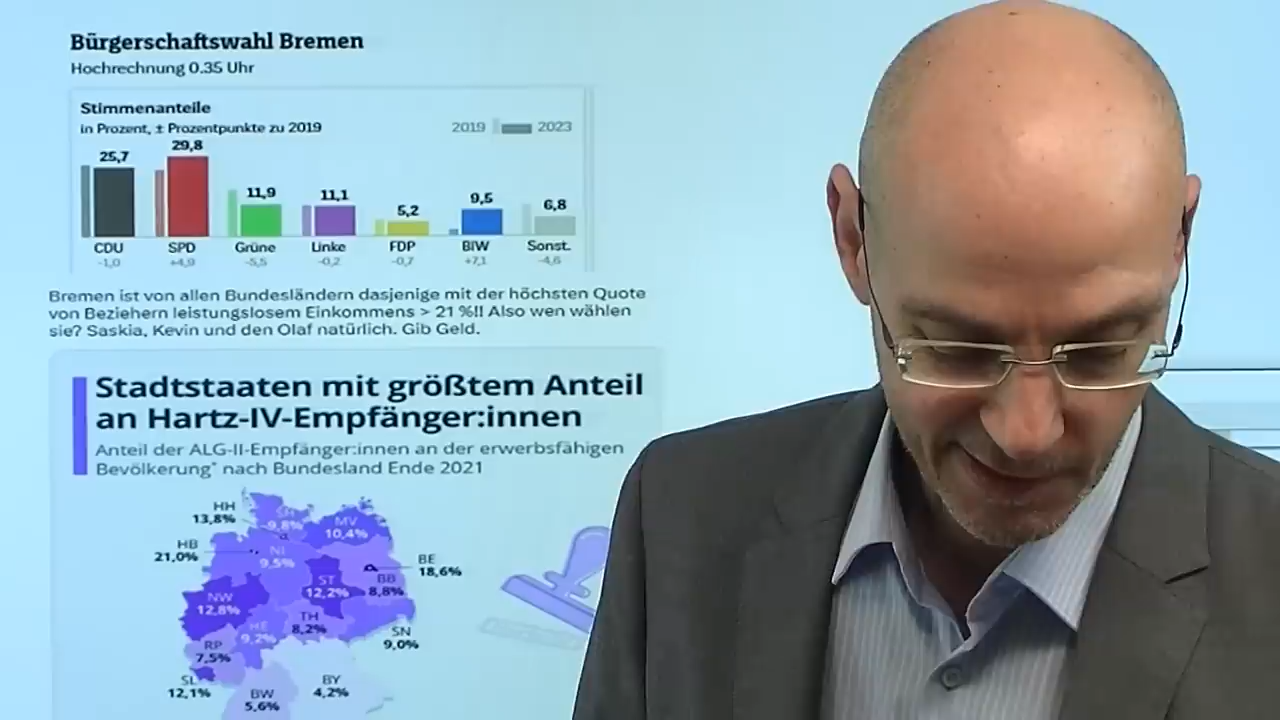 Bürgerschaftswahl Bremen
Hochrechnung 0.35 Uhr
Stimmenanteile
in Prozent, ± Prozentpunkte zu 2019
2019 2023
25,7 29,8 11,9 11,1 5,2 9,5 6,8
CDU SPD Grüne Linke FDP BIW Sonst.
-1,0 +4,9 -5,5 -0,2 -0,7 +7,1 -4,6
Bremen ist von allen Bundesländern dasjenige mit der höchsten Quote
von Beziehern leistungslosem Einkommens > 21 %!! Also wen wählen
sie? Saskia, Kevin und den Olaf natürlich. Gib Geld.
Stadtstaaten mit größtem Anteil
an Hartz-IV-Empfänger:innen
Anteil der ALG-II-Empfänger:innen an der erwerbsfähigen
Bevölkerung* nach Bundesland Ende 2021
HH
13,8%
SH
9,8%
MV
10,4%
HB
21,0%
NI
9,5%
BE
18,6%
ST
12,2%
BB
8,8%
NW
12,8%
HE
9,2%
TH
8,2%
SN
9,0%
RP
7,5%
SL
12,1%
BW
5,6%
BY
4,2%